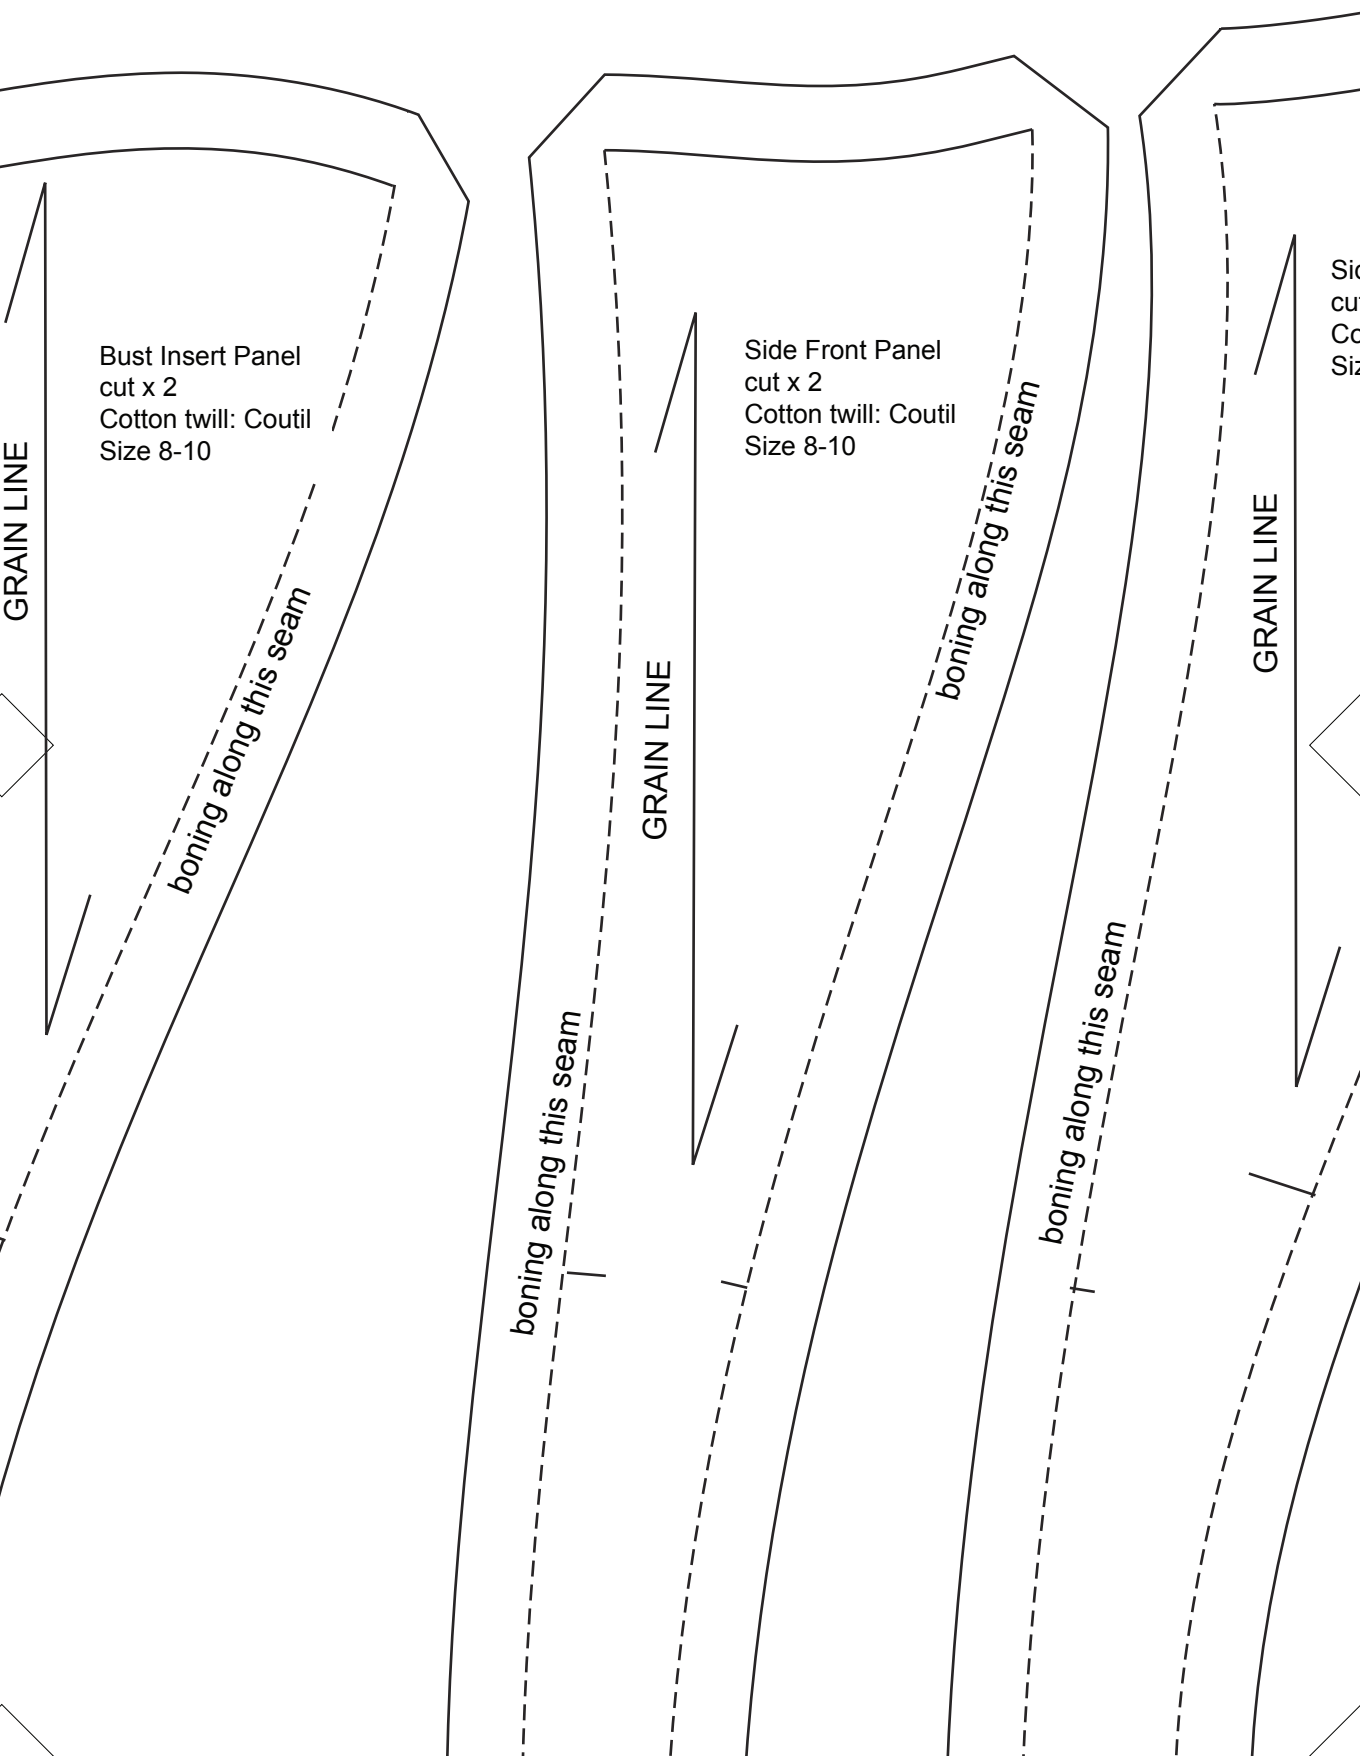 Bust Insert Panel
cut x 2
Cotton twill: Coutil
Size 8-10
GRAIN LINE
boning along this seam
Side Front Panel
cut x 2
Cotton twill: Coutil
Size 8-10
GRAIN LINE
boning along this seam
boning along this seam
GRAIN LINE
boning along this seam